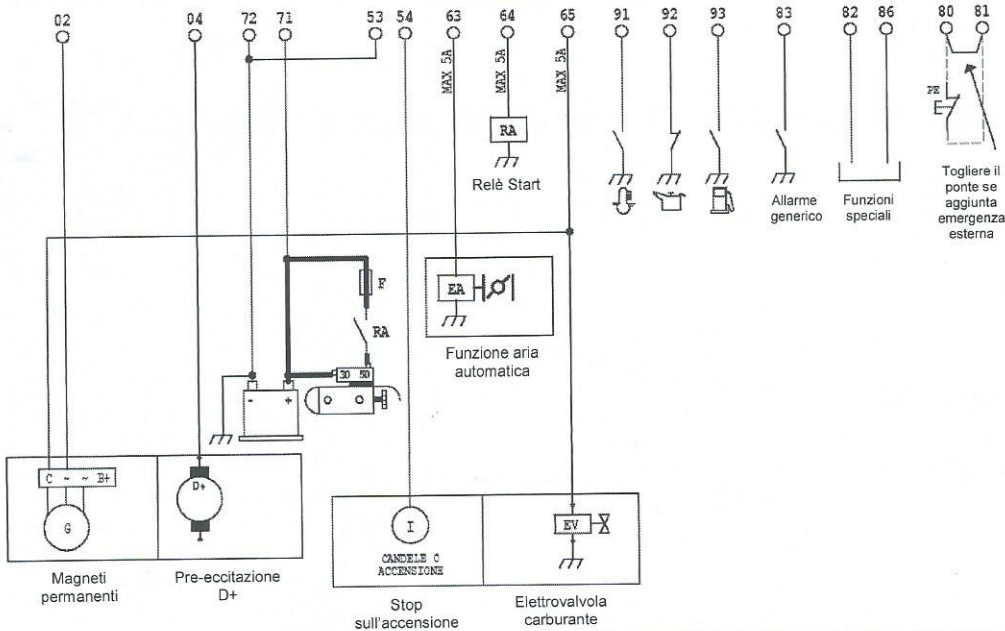 02 04 72 71 53 54 63 64 65 91 92 93 83 82 86 80 81
MAX 5A
MAX 5A
MAX 5A
RA
Relè Start
PE
Allarme
generico
Funzioni
speciali
Togliere il
ponte se
aggiunta
emergenza
esterna
F
RA
EA
Funzione aria
automatica
30 50
- +
C ~ ~ B+
G
D+
I
CANDELE O
ACCENSIONE
EV
Magneti
permanenti
Pre-eccitazione
D+
Stop
sull'accensione
Elettrovalvola
carburante